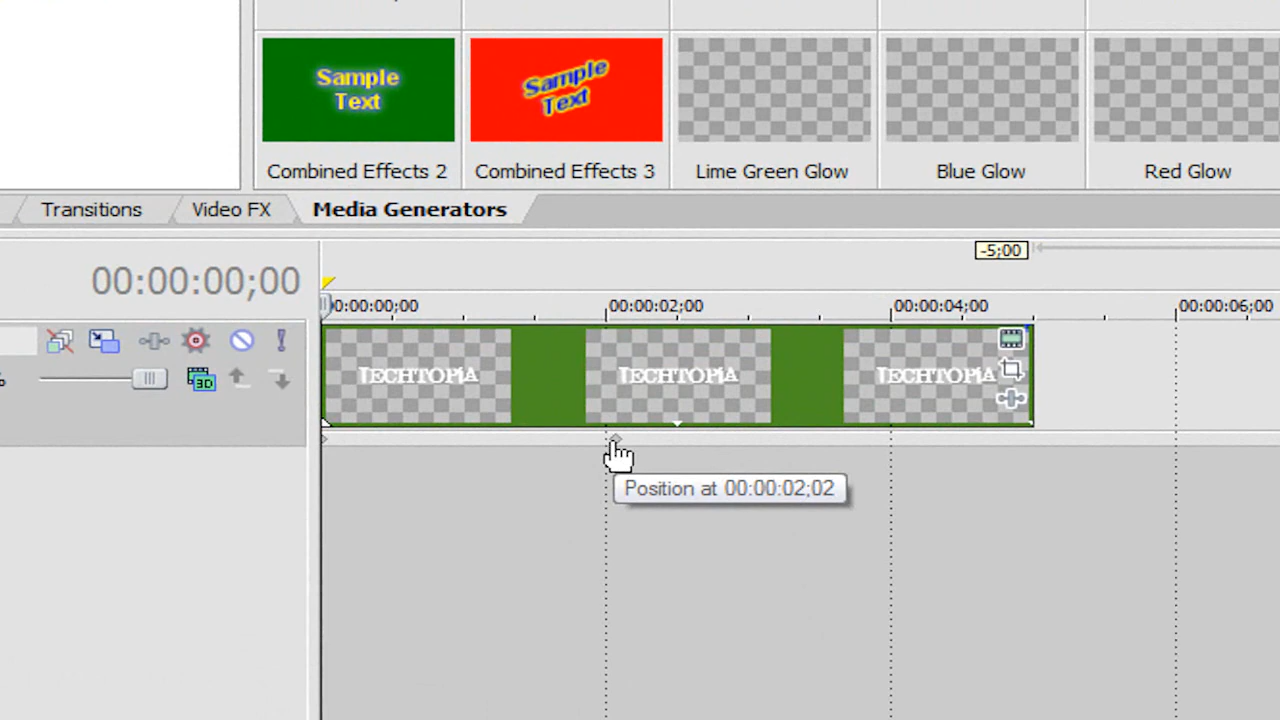 Sample
Text
Sample
Text
Combined Effects 2
Combined Effects 3
Lime Green Glow
Blue Glow
Red Glow
Transitions
Video FX
Media Generators
-5;00
00:00:00;00
00:00:00;00
00:00:02;00
00:00:04;00
00:00:06;00
TECHTOPIA
TECHTOPIA
TECHTOPIA
3D
%
Position at 00:00:02;02